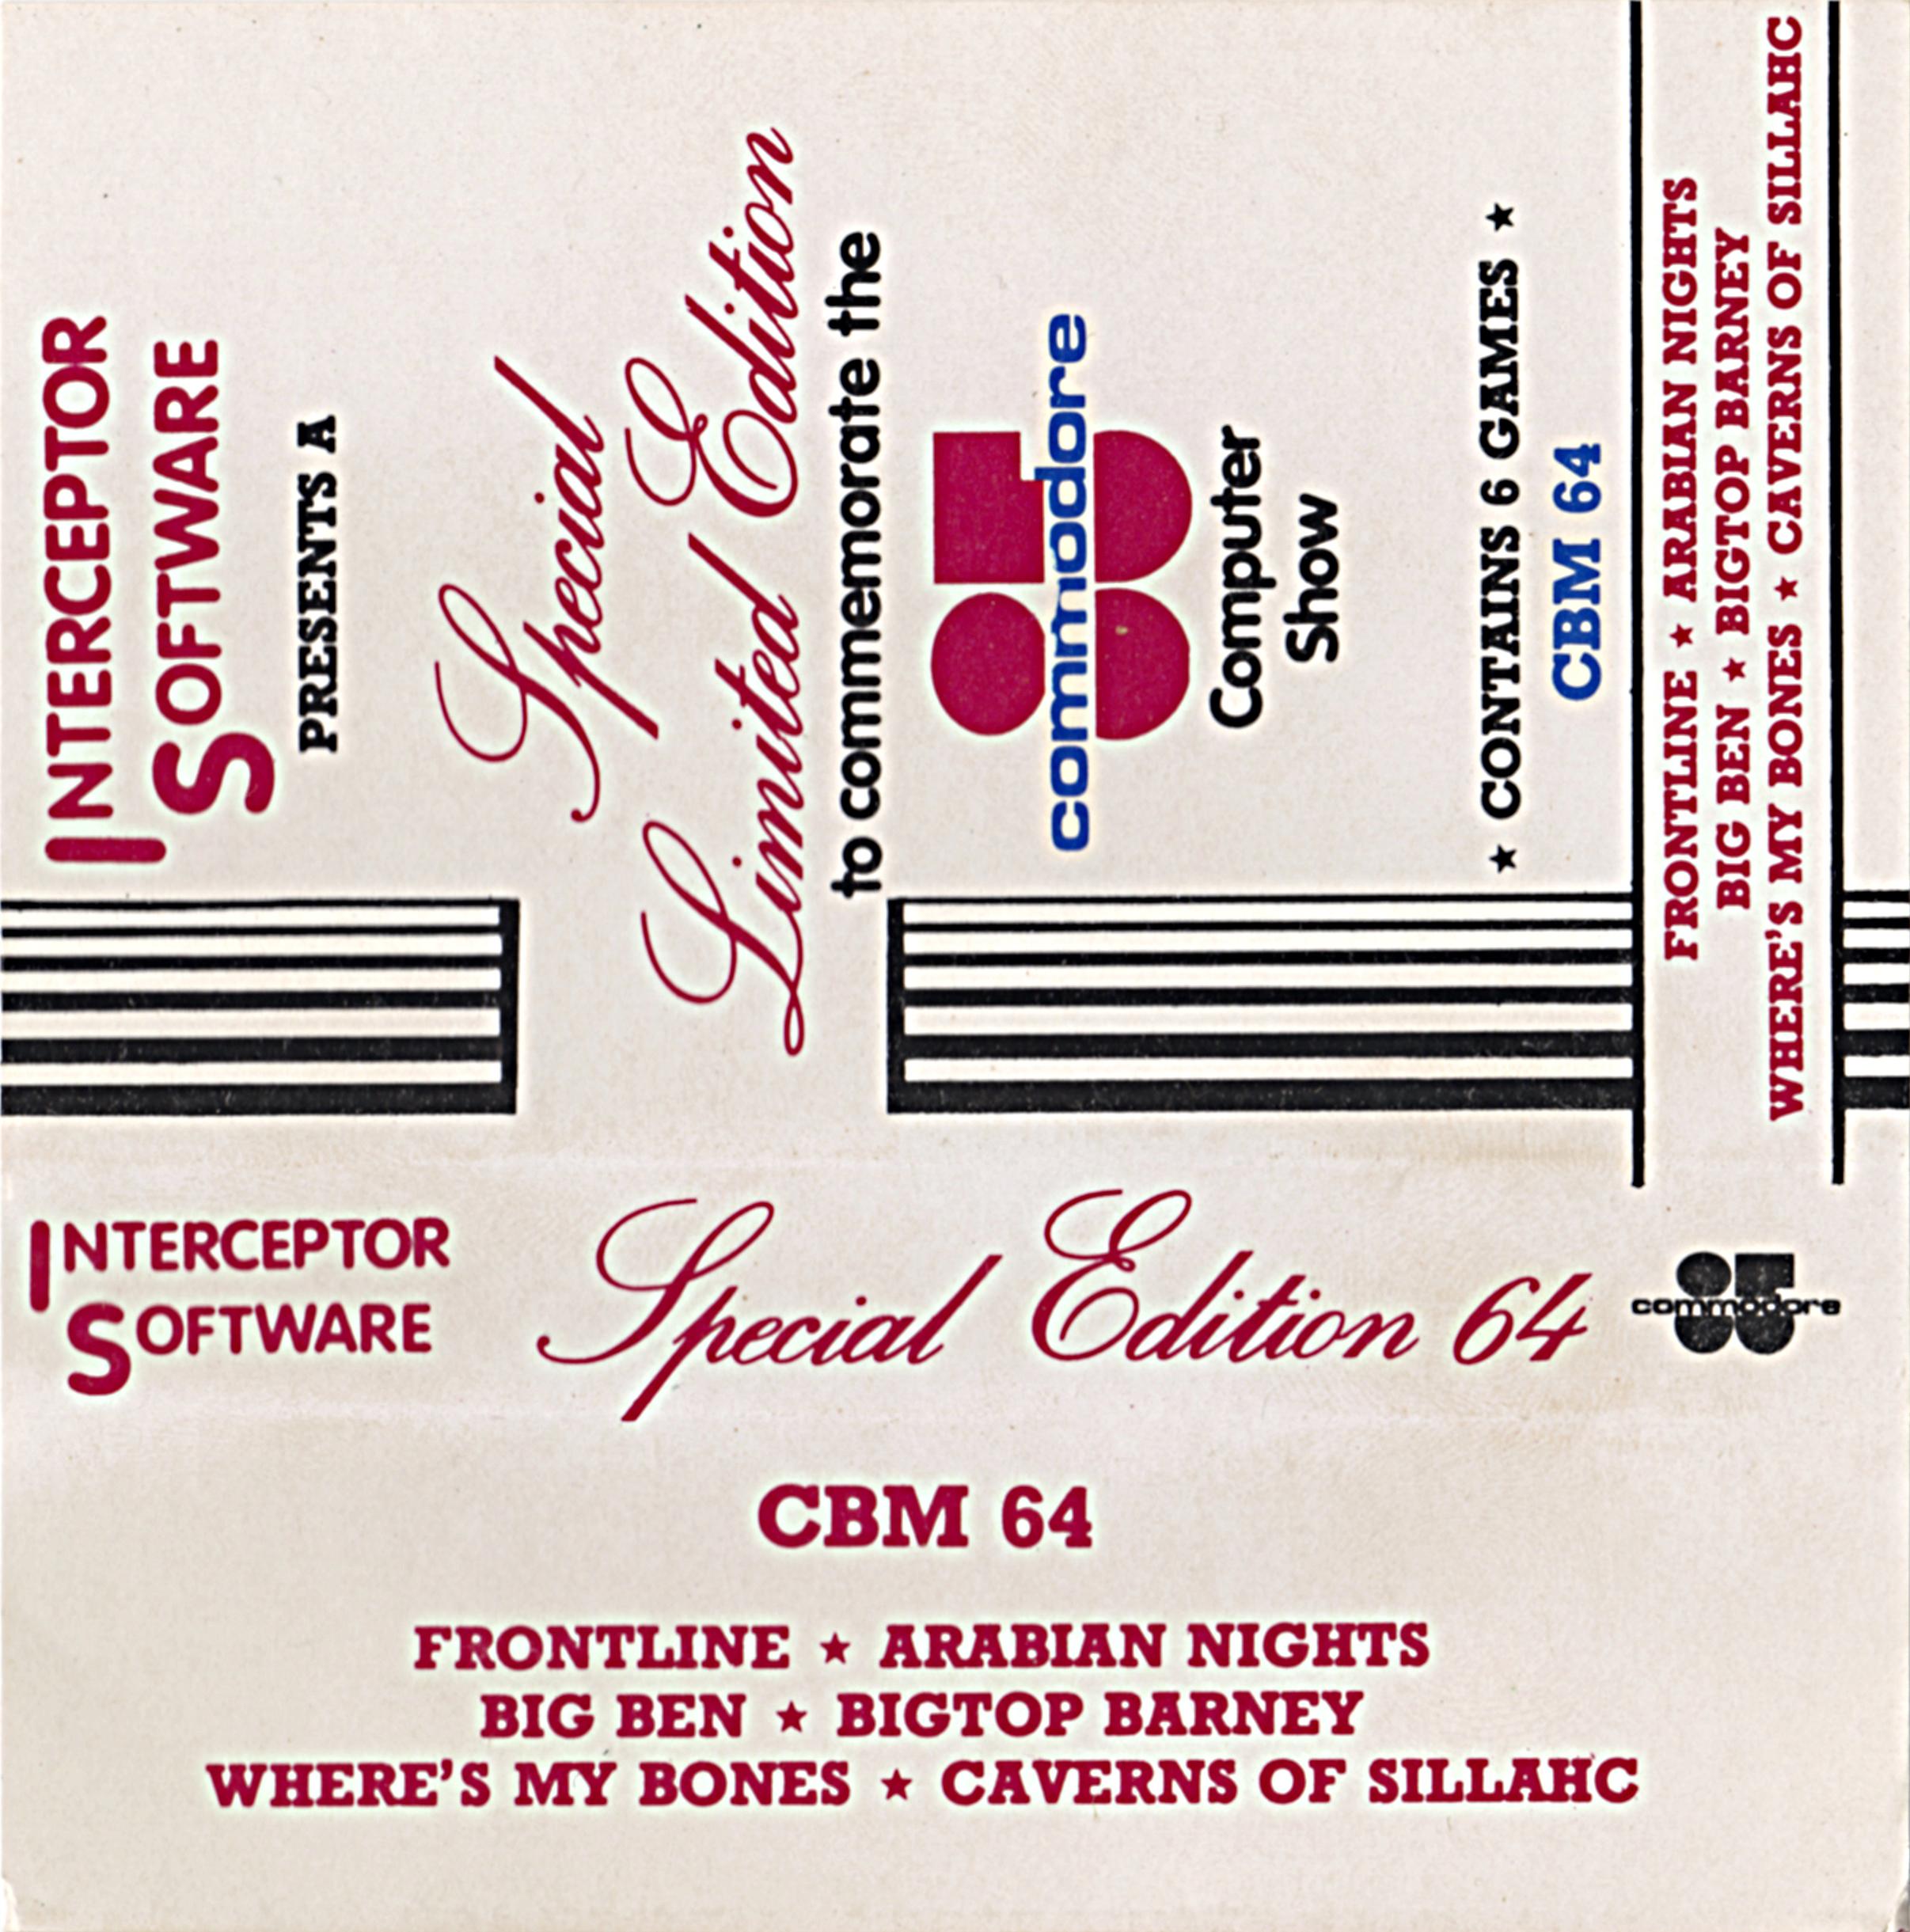 INTERCEPTOR
SOFTWARE
PRESENTS A
Special
Limited Edition
to commemorate the
commodore
Computer
Show
★ CONTAINS 6 GAMES ★
CBM 64
FRONTLINE ★ ARABIAN NIGHTS
BIG BEN ★ BIGTOP BARNEY
WHERE'S MY BONES ★ CAVERNS OF SILLAHC
INTERCEPTOR
SOFTWARE
Special Edition 64
commodore
CBM 64
FRONTLINE ★ ARABIAN NIGHTS
BIG BEN ★ BIGTOP BARNEY
WHERE'S MY BONES ★ CAVERNS OF SILLAHC